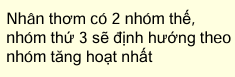 Nhân thơm có 2 nhóm thế,
nhóm thứ 3 sẽ định hướng theo
nhóm tăng hoạt nhất